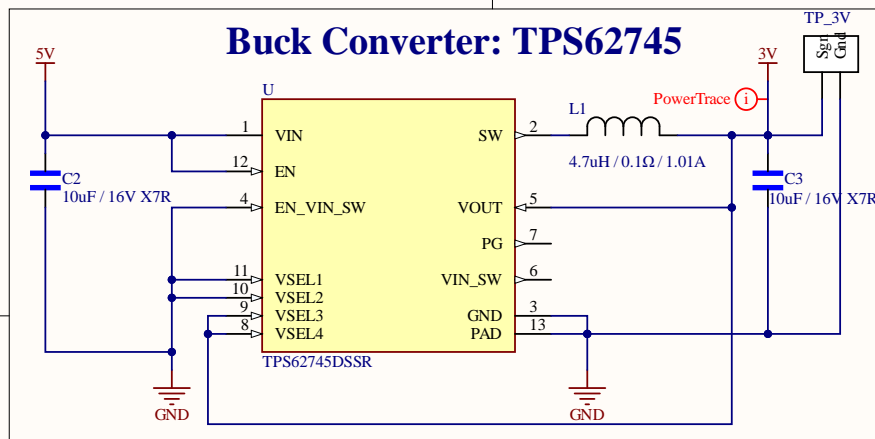 Buck Converter: TPS62745
TP_3V
Sgn
Gnd
5V
3V
PowerTrace i
U
L1
1 VIN
SW 2
4.7uH / 0.1Ω / 1.01A
12 EN
C2
10uF / 16V X7R
C3
10uF / 16V X7R
4 EN_VIN_SW
VOUT 5
PG 7
11 VSEL1
VIN_SW 6
10 VSEL2
9 VSEL3
GND 3
8 VSEL4
PAD 13
TPS62745DSSR
GND
GND